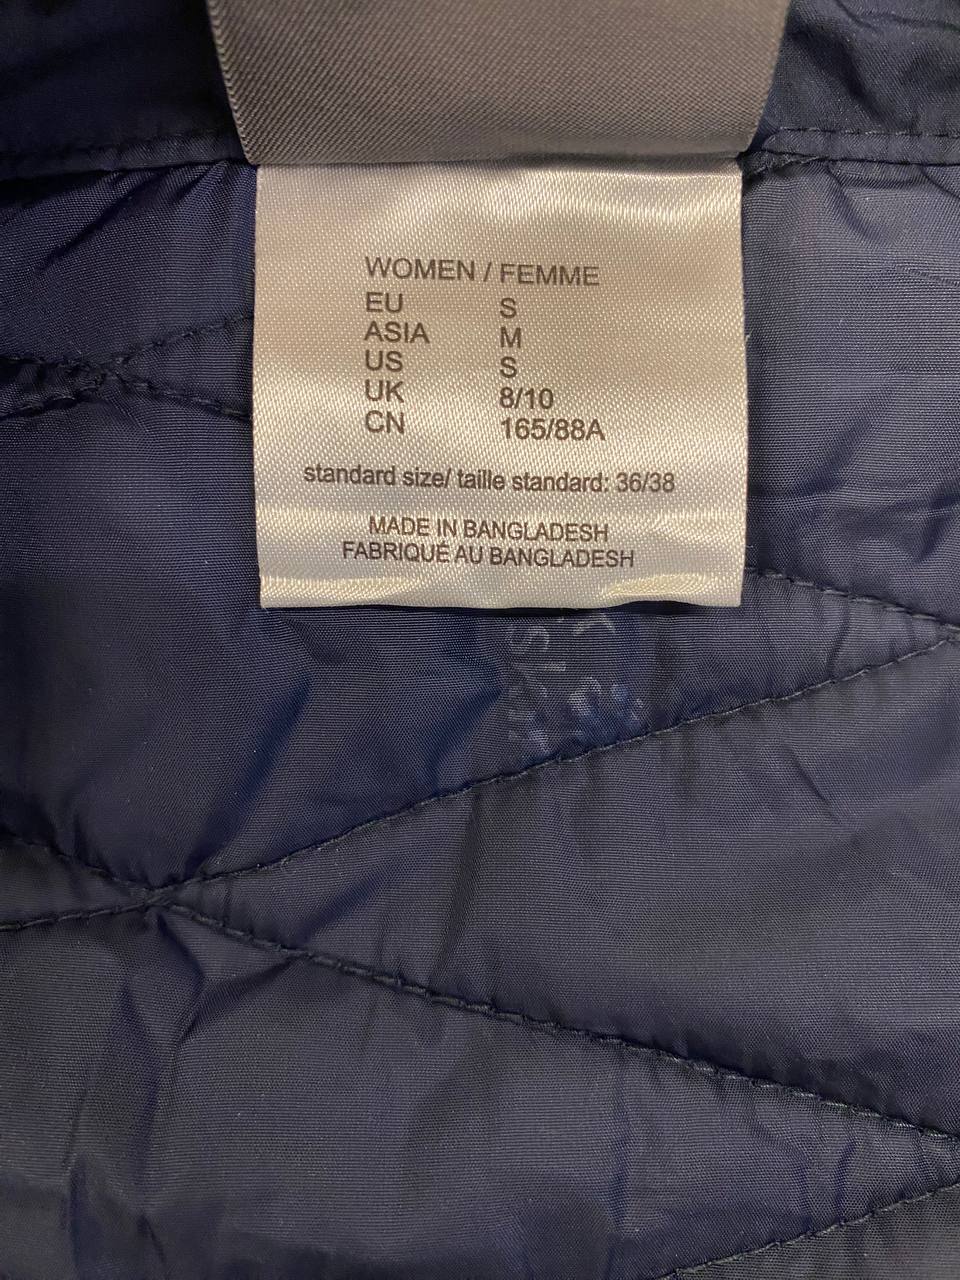 WOMEN / FEMME
EU S
ASIA M
US S
UK 8/10
CN 165/88A
standard size/ taille standard: 36/38
MADE IN BANGLADESH
FABRIQUÉ AU BANGLADESH